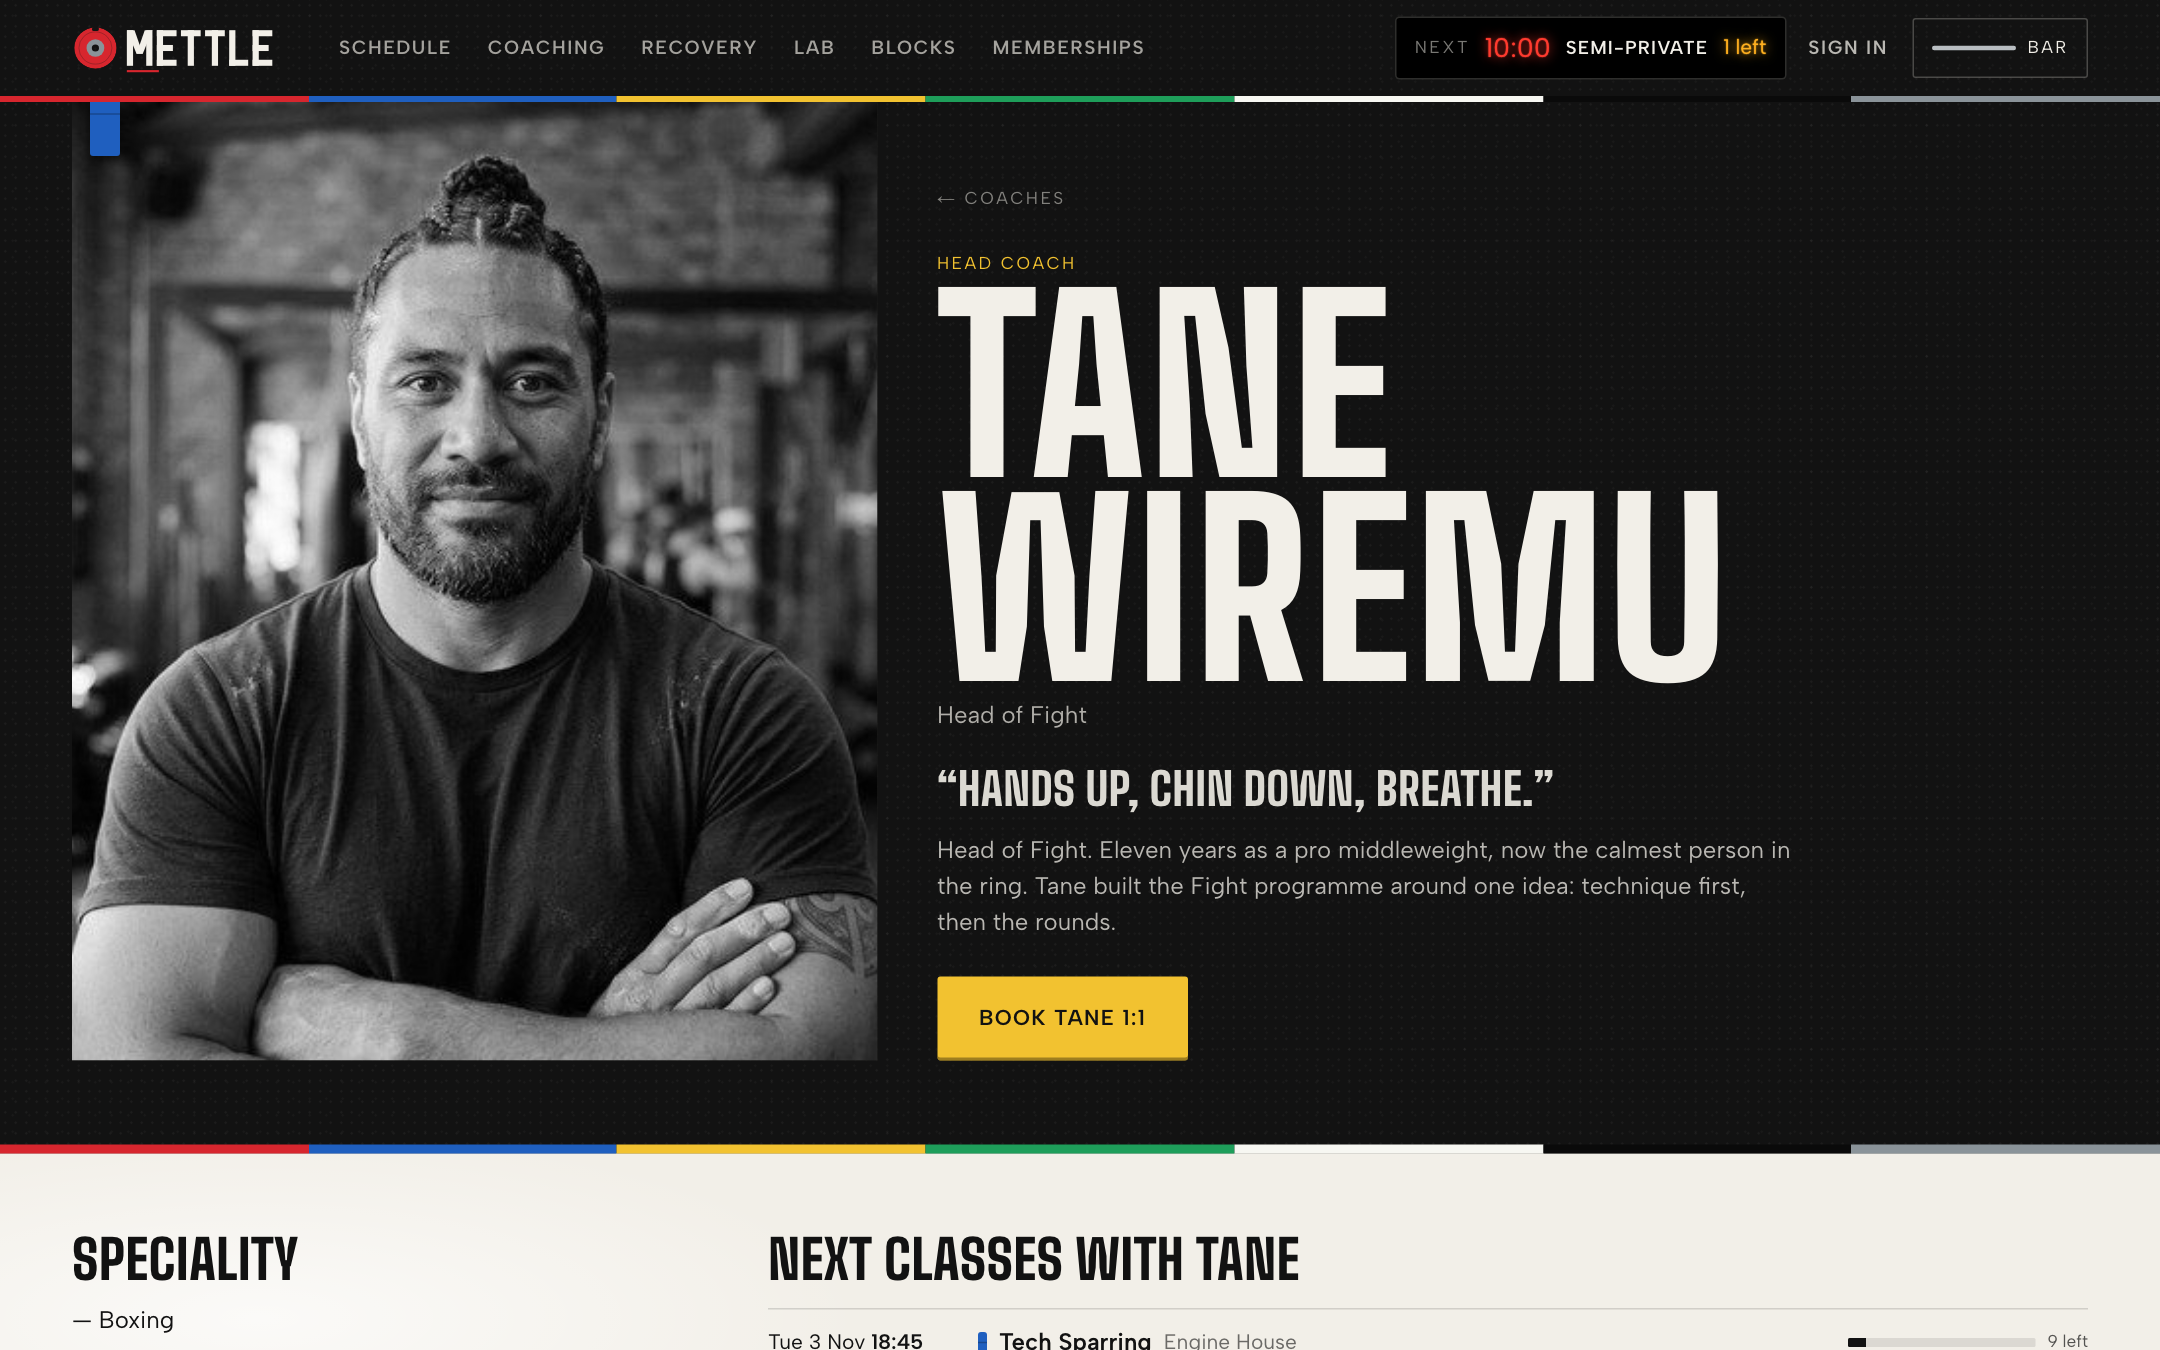 METTLE SCHEDULE COACHING RECOVERY LAB BLOCKS MEMBERSHIPS NEXT 10:00 SEMI-PRIVATE 1 left SIGN IN BAR
← COACHES
HEAD COACH
TANE
WIREMU
Head of Fight
“HANDS UP, CHIN DOWN, BREATHE.”
Head of Fight. Eleven years as a pro middleweight, now the calmest person in
the ring. Tane built the Fight programme around one idea: technique first,
then the rounds.
BOOK TANE 1:1
SPECIALITY
— Boxing
NEXT CLASSES WITH TANE
Tue 3 Nov 18:45 Tech Sparring Engine House 9 left